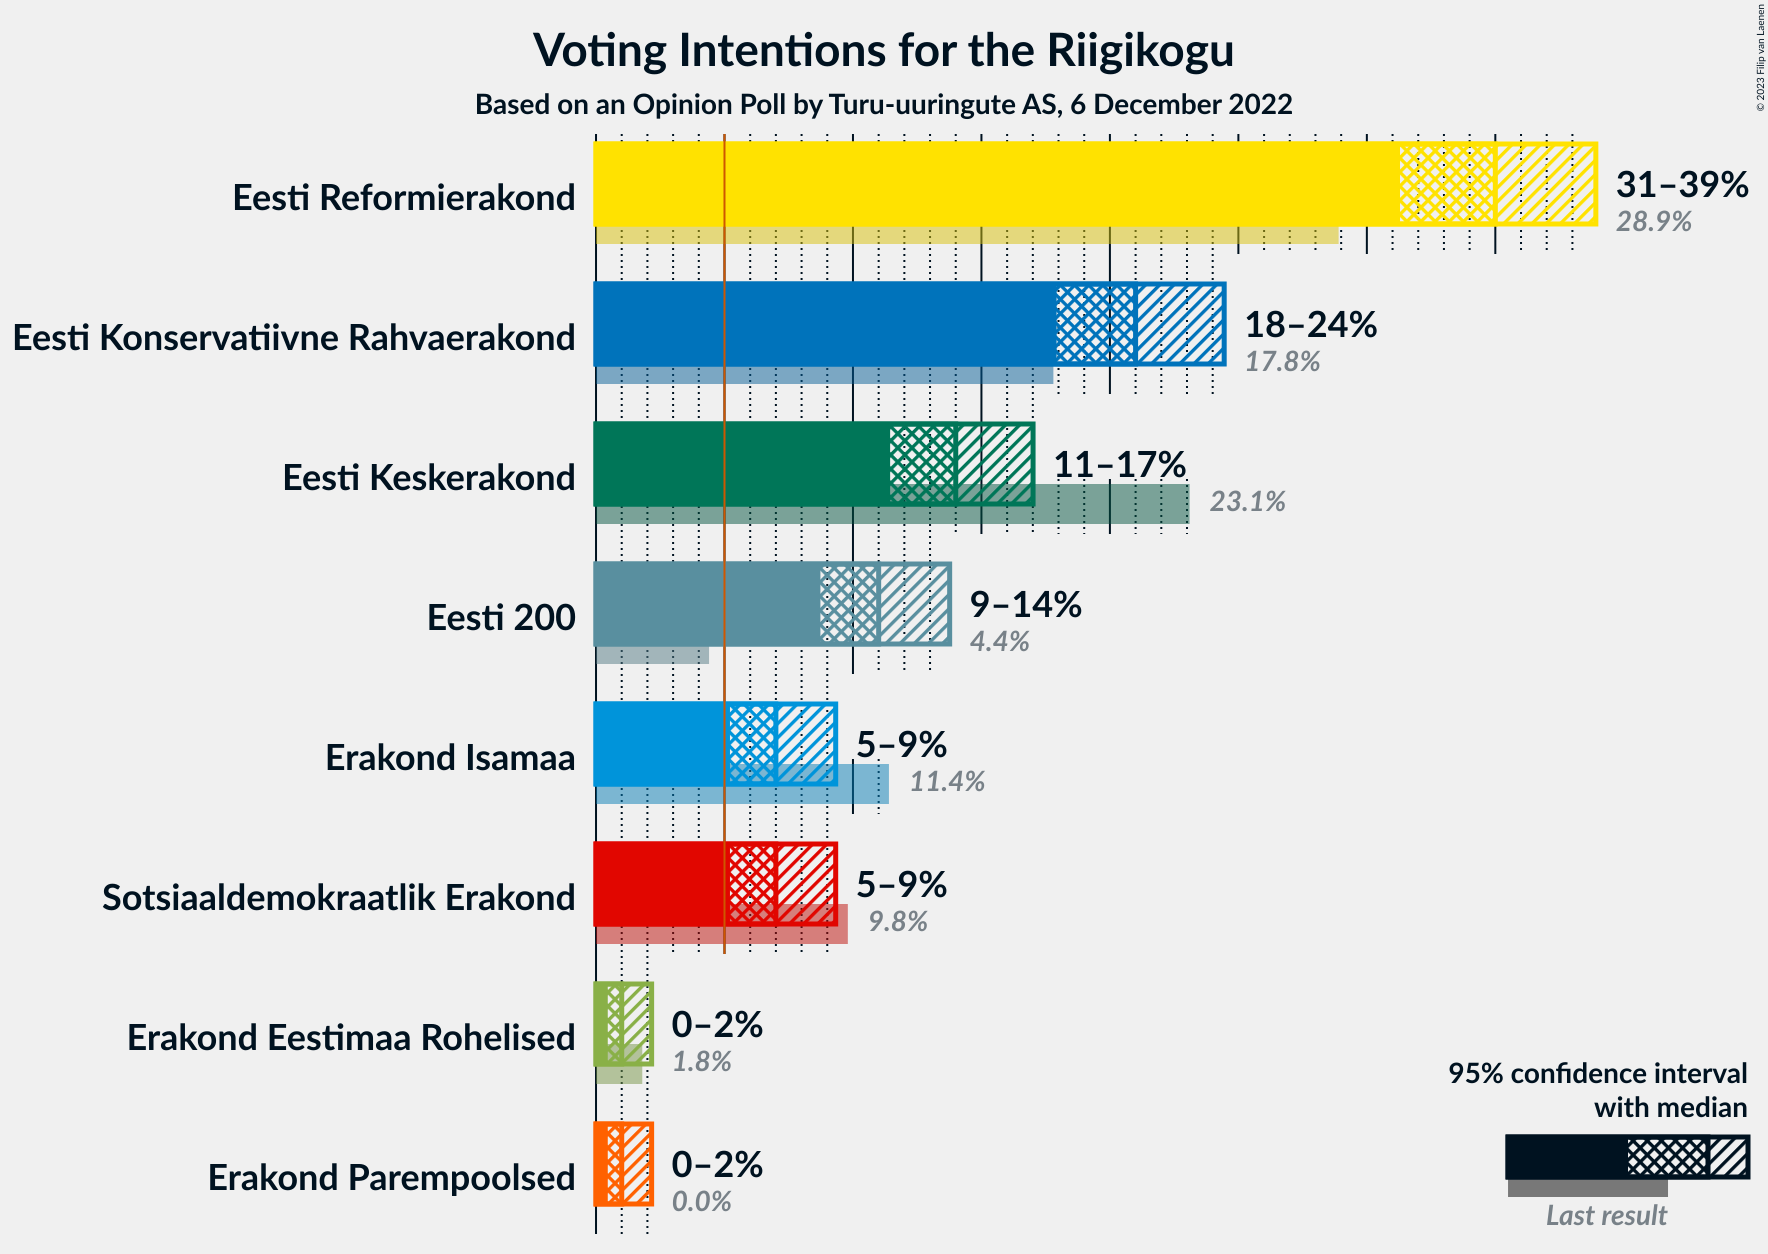 Voting Intentions for the Riigikogu
Based on an Opinion Poll by Turu-uuringute AS, 6 December 2022
© 2023 Filip van Laenen
Eesti Reformierakond
31–39%
28.9%
Eesti Konservatiivne Rahvaerakond
18–24%
17.8%
Eesti Keskerakond
11–17%
23.1%
Eesti 200
9–14%
4.4%
Erakond Isamaa
5–9%
11.4%
Sotsiaaldemokraatlik Erakond
5–9%
9.8%
Erakond Eestimaa Rohelised
0–2%
1.8%
Erakond Parempoolsed
0–2%
0.0%
95% confidence interval
with median
Last result